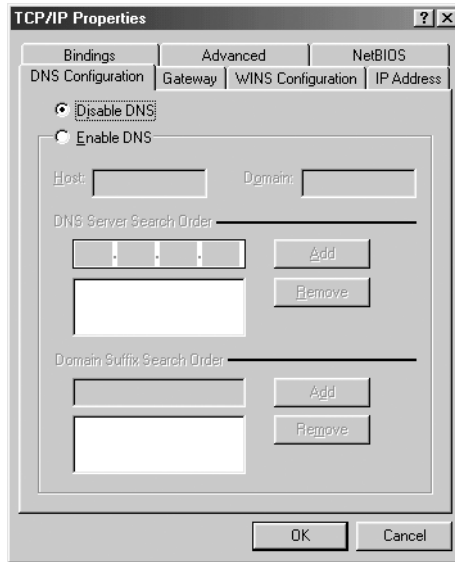 TCP/IP Properties ? ×
Bindings Advanced NetBIOS
DNS Configuration Gateway WINS Configuration IP Address
Disable DNS
Enable DNS
Host: Domain:
DNS Server Search Order
. . . Add
Remove
Domain Suffix Search Order
Add
Remove
OK Cancel